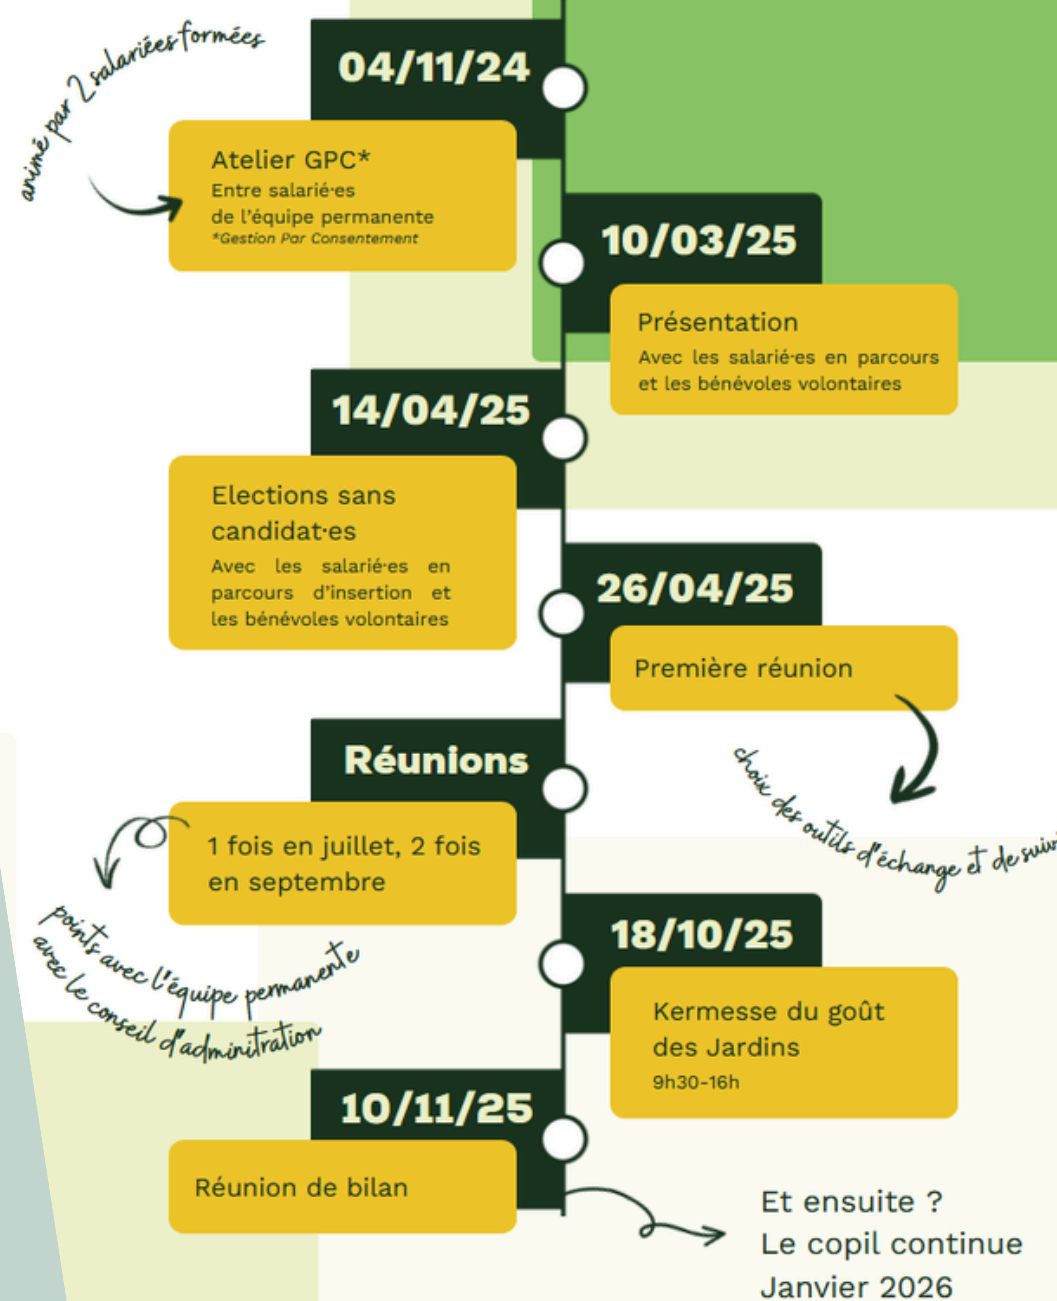 animé par 2 salariées formées
04/11/24
Atelier GPC*
Entre salarié·es
de l'équipe permanente
*Gestion Par Consentement
10/03/25
Présentation
Avec les salarié·es en parcours
et les bénévoles volontaires
14/04/25
Elections sans
candidat·es
Avec les salarié·es en
parcours d'insertion et
les bénévoles volontaires
26/04/25
Première réunion
choix des outils d'échange et de suivi
Réunions
1 fois en juillet, 2 fois
en septembre
points avec l'équipe permanente
avec le conseil d'adminitration
18/10/25
Kermesse du goût
des Jardins
9h30-16h
10/11/25
Réunion de bilan
Et ensuite ?
Le copil continue
Janvier 2026